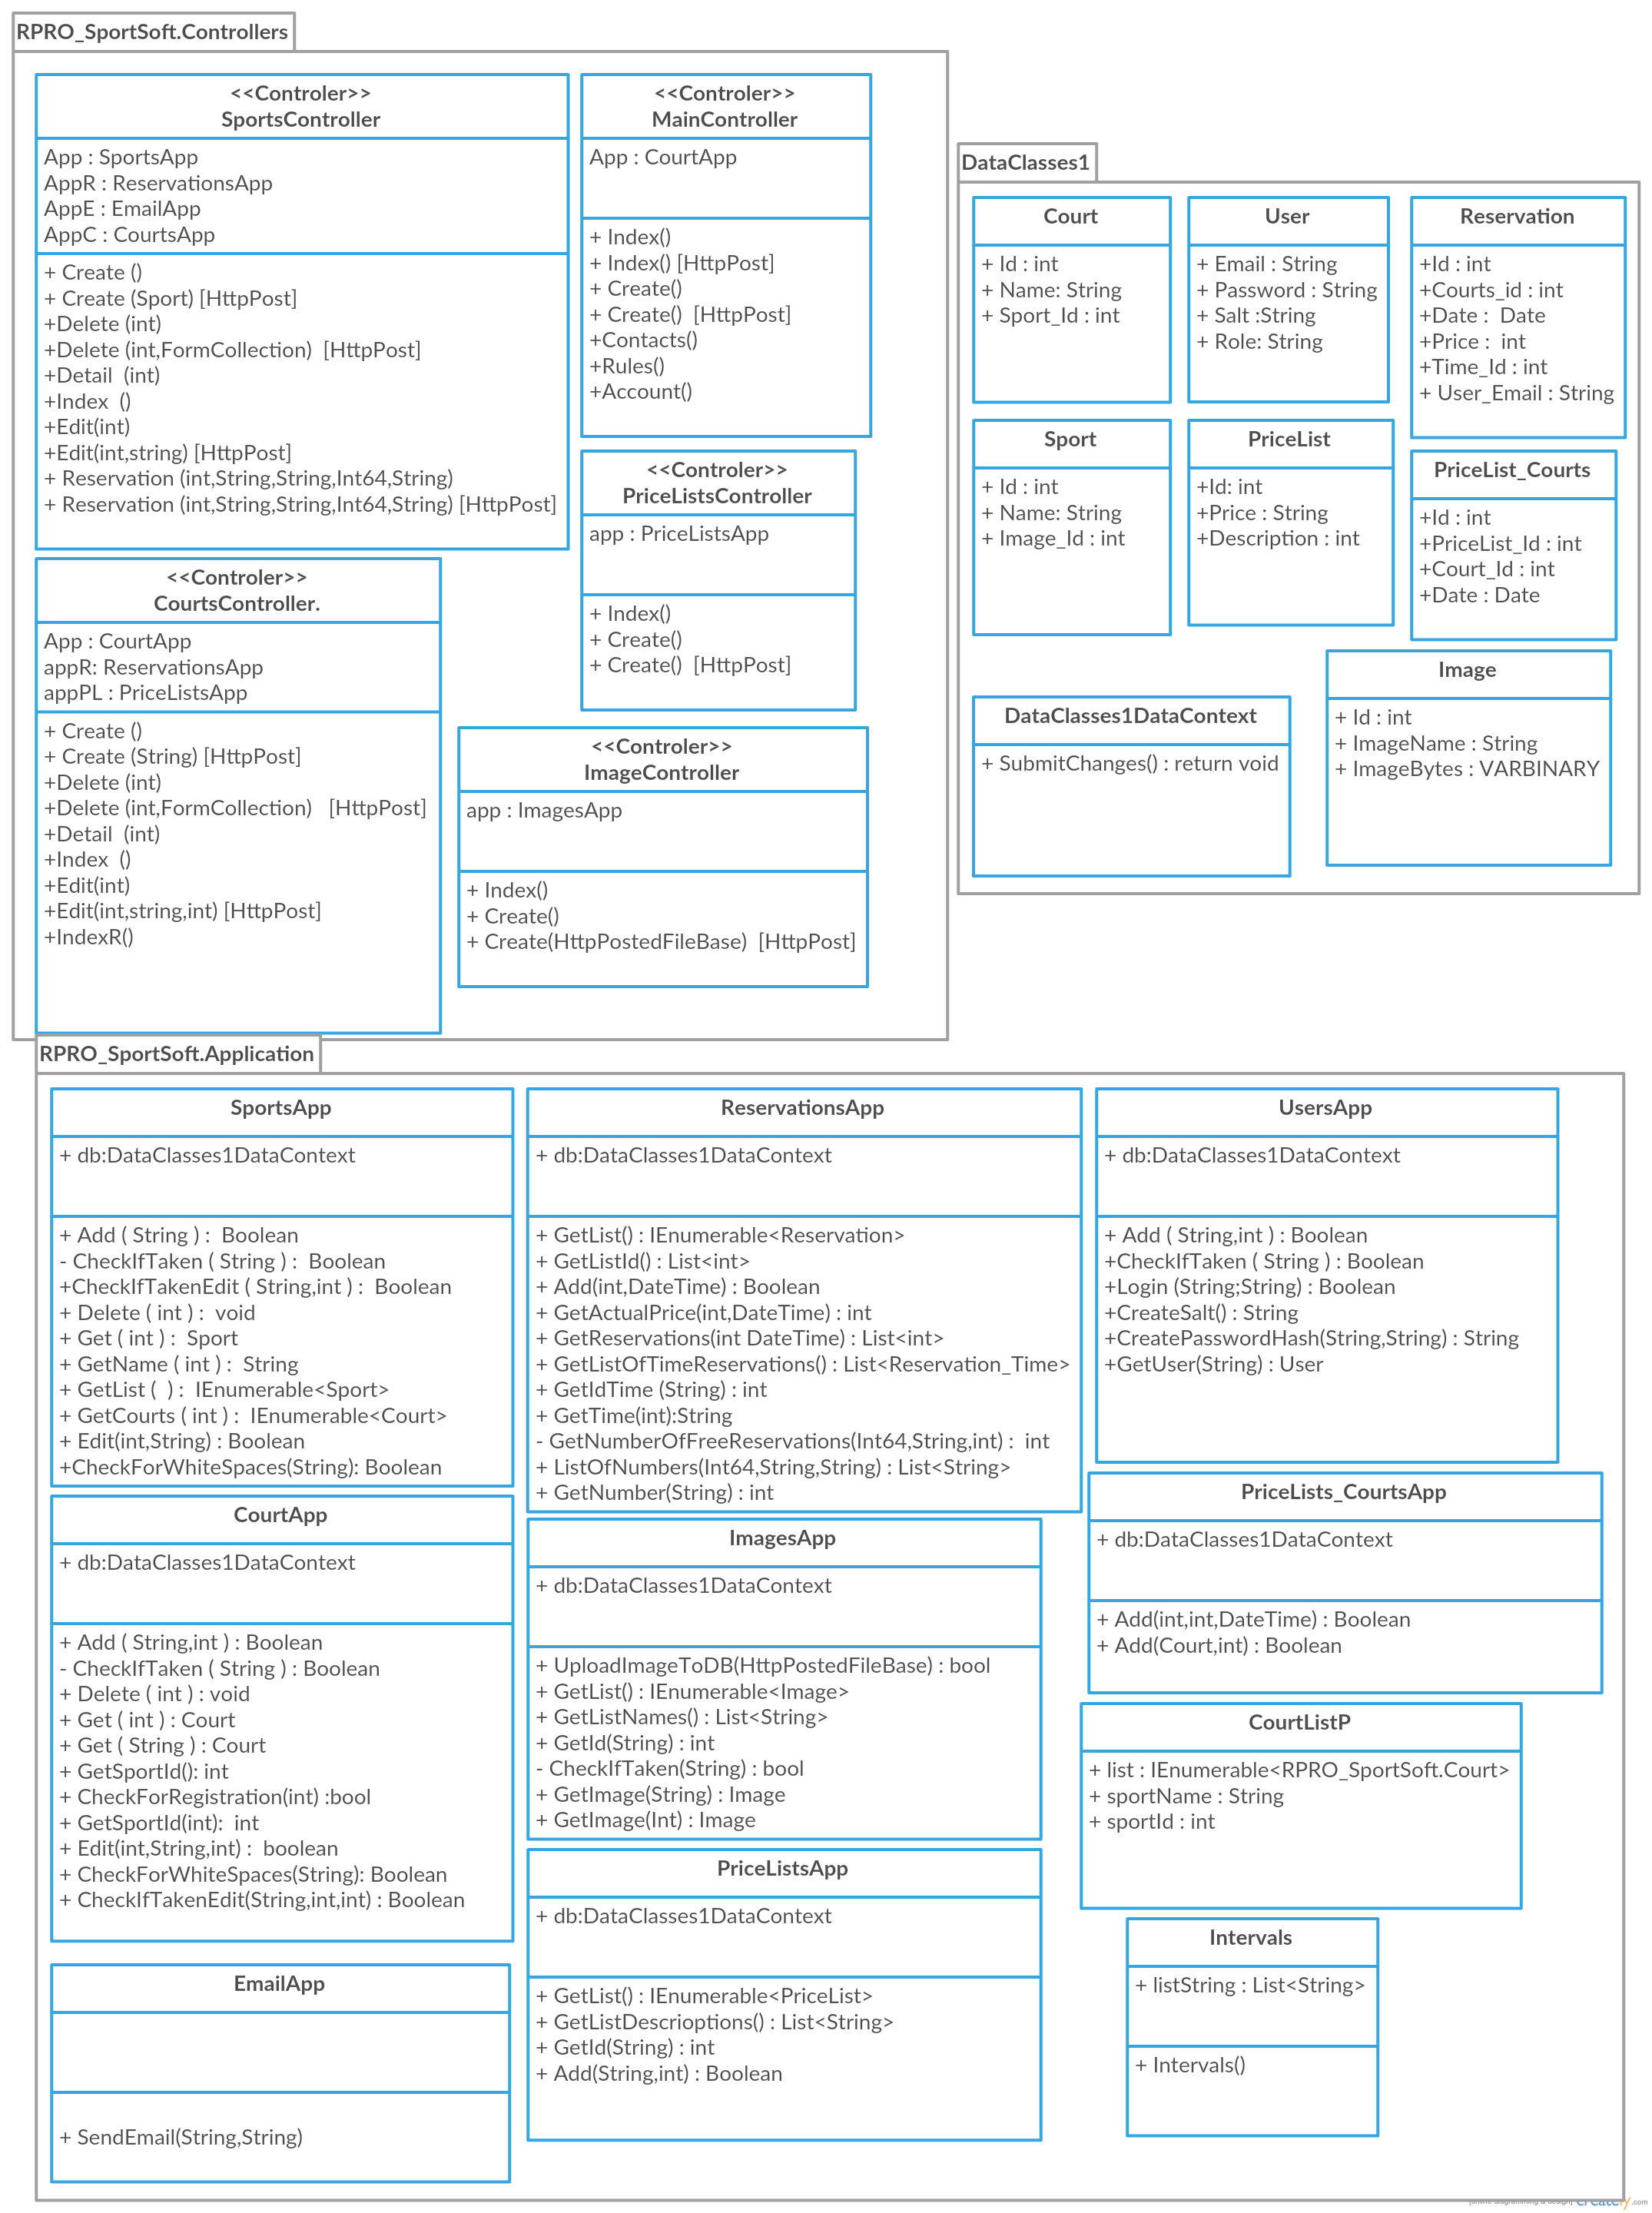 RPRO_SportSoft.Controllers
<<Controler>>
SportsController
App : SportsApp
AppR : ReservationsApp
AppE : EmailApp
AppC : CourtsApp
+ Create ()
+ Create (Sport) [HttpPost]
+Delete (int)
+Delete (int,FormCollection)  [HttpPost]
+Detail  (int)
+Index  ()
+Edit(int)
+Edit(int,string) [HttpPost]
+ Reservation (int,String,String,Int64,String)
+ Reservation (int,String,String,Int64,String) [HttpPost]
<<Controler>>
MainController
App : CourtApp
+ Index()
+ Index() [HttpPost]
+ Create()
+ Create()  [HttpPost]
+Contacts()
+Rules()
+Account()
<<Controler>>
PriceListsController
app : PriceListsApp
+ Index()
+ Create()
+ Create()  [HttpPost]
<<Controler>>
CourtsController.
App : CourtApp
appR: ReservationsApp
appPL : PriceListsApp
+ Create ()
+ Create (String) [HttpPost]
+Delete (int)
+Delete (int,FormCollection)   [HttpPost]
+Detail  (int)
+Index  ()
+Edit(int)
+Edit(int,string,int) [HttpPost]
+IndexR()
<<Controler>>
ImageController
app : ImagesApp
+ Index()
+ Create()
+ Create(HttpPostedFileBase)  [HttpPost]
DataClasses1
Court
+ Id : int
+ Name: String
+ Sport_Id : int
User
+ Email : String
+ Password : String
+ Salt :String
+ Role: String
Reservation
+Id : int
+Courts_id : int
+Date :  Date
+Price :  int
+Time_Id : int
+ User_Email : String
Sport
+ Id : int
+ Name: String
+ Image_Id : int
PriceList
+Id: int
+Price : String
+Description : int
PriceList_Courts
+Id : int
+PriceList_Id : int
+Court_Id : int
+Date : Date
DataClasses1DataContext
+ SubmitChanges() : return void
Image
+ Id : int
+ ImageName : String
+ ImageBytes : VARBINARY
RPRO_SportSoft.Application
SportsApp
+ db:DataClasses1DataContext
+ Add ( String ) :  Boolean
- CheckIfTaken ( String ) :  Boolean
+CheckIfTakenEdit ( String,int ) :  Boolean
+ Delete ( int ) :  void
+ Get ( int ) :  Sport
+ GetName ( int ) :  String
+ GetList (  ) :  IEnumerable<Sport>
+ GetCourts ( int ) :  IEnumerable<Court>
+ Edit(int,String) : Boolean
+CheckForWhiteSpaces(String): Boolean
ReservationsApp
+ db:DataClasses1DataContext
+ GetList() : IEnumerable<Reservation>
+ GetListId() : List<int>
+ Add(int,DateTime) : Boolean
+ GetActualPrice(int,DateTime) : int
+ GetReservations(int DateTime) : List<int>
+ GetListOfTimeReservations() : List<Reservation_Time>
+ GetIdTime (String) : int
+ GetTime(int):String
- GetNumberOfFreeReservations(Int64,String,int) :  int
+ ListOfNumbers(Int64,String,String) : List<String>
+ GetNumber(String) : int
UsersApp
+ db:DataClasses1DataContext
+ Add ( String,int ) : Boolean
+CheckIfTaken ( String ) : Boolean
+Login (String;String) : Boolean
+CreateSalt() : String
+CreatePasswordHash(String,String) : String
+GetUser(String) : User
CourtApp
+ db:DataClasses1DataContext
+ Add ( String,int ) : Boolean
- CheckIfTaken ( String ) : Boolean
+ Delete ( int ) : void
+ Get ( int ) : Court
+ Get ( String ) : Court
+ GetSportId(): int
+ CheckForRegistration(int) :bool
+ GetSportId(int):  int
+ Edit(int,String,int) :  boolean
+ CheckForWhiteSpaces(String): Boolean
+ CheckIfTakenEdit(String,int,int) : Boolean
ImagesApp
+ db:DataClasses1DataContext
+ UploadImageToDB(HttpPostedFileBase) : bool
+ GetList() : IEnumerable<Image>
+ GetListNames() : List<String>
+ GetId(String) : int
- CheckIfTaken(String) : bool
+ GetImage(String) : Image
+ GetImage(Int) : Image
PriceLists_CourtsApp
+ db:DataClasses1DataContext
+ Add(int,int,DateTime) : Boolean
+ Add(Court,int) : Boolean
CourtListP
+ list : IEnumerable<RPRO_SportSoft.Court>
+ sportName : String
+ sportId : int
PriceListsApp
+ db:DataClasses1DataContext
+ GetList() : IEnumerable<PriceList>
+ GetListDescrioptions() : List<String>
+ GetId(String) : int
+ Add(String,int) : Boolean
Intervals
+ listString : List<String>
+ Intervals()
EmailApp
+ SendEmail(String,String)
[online diagramming & design] creately.com